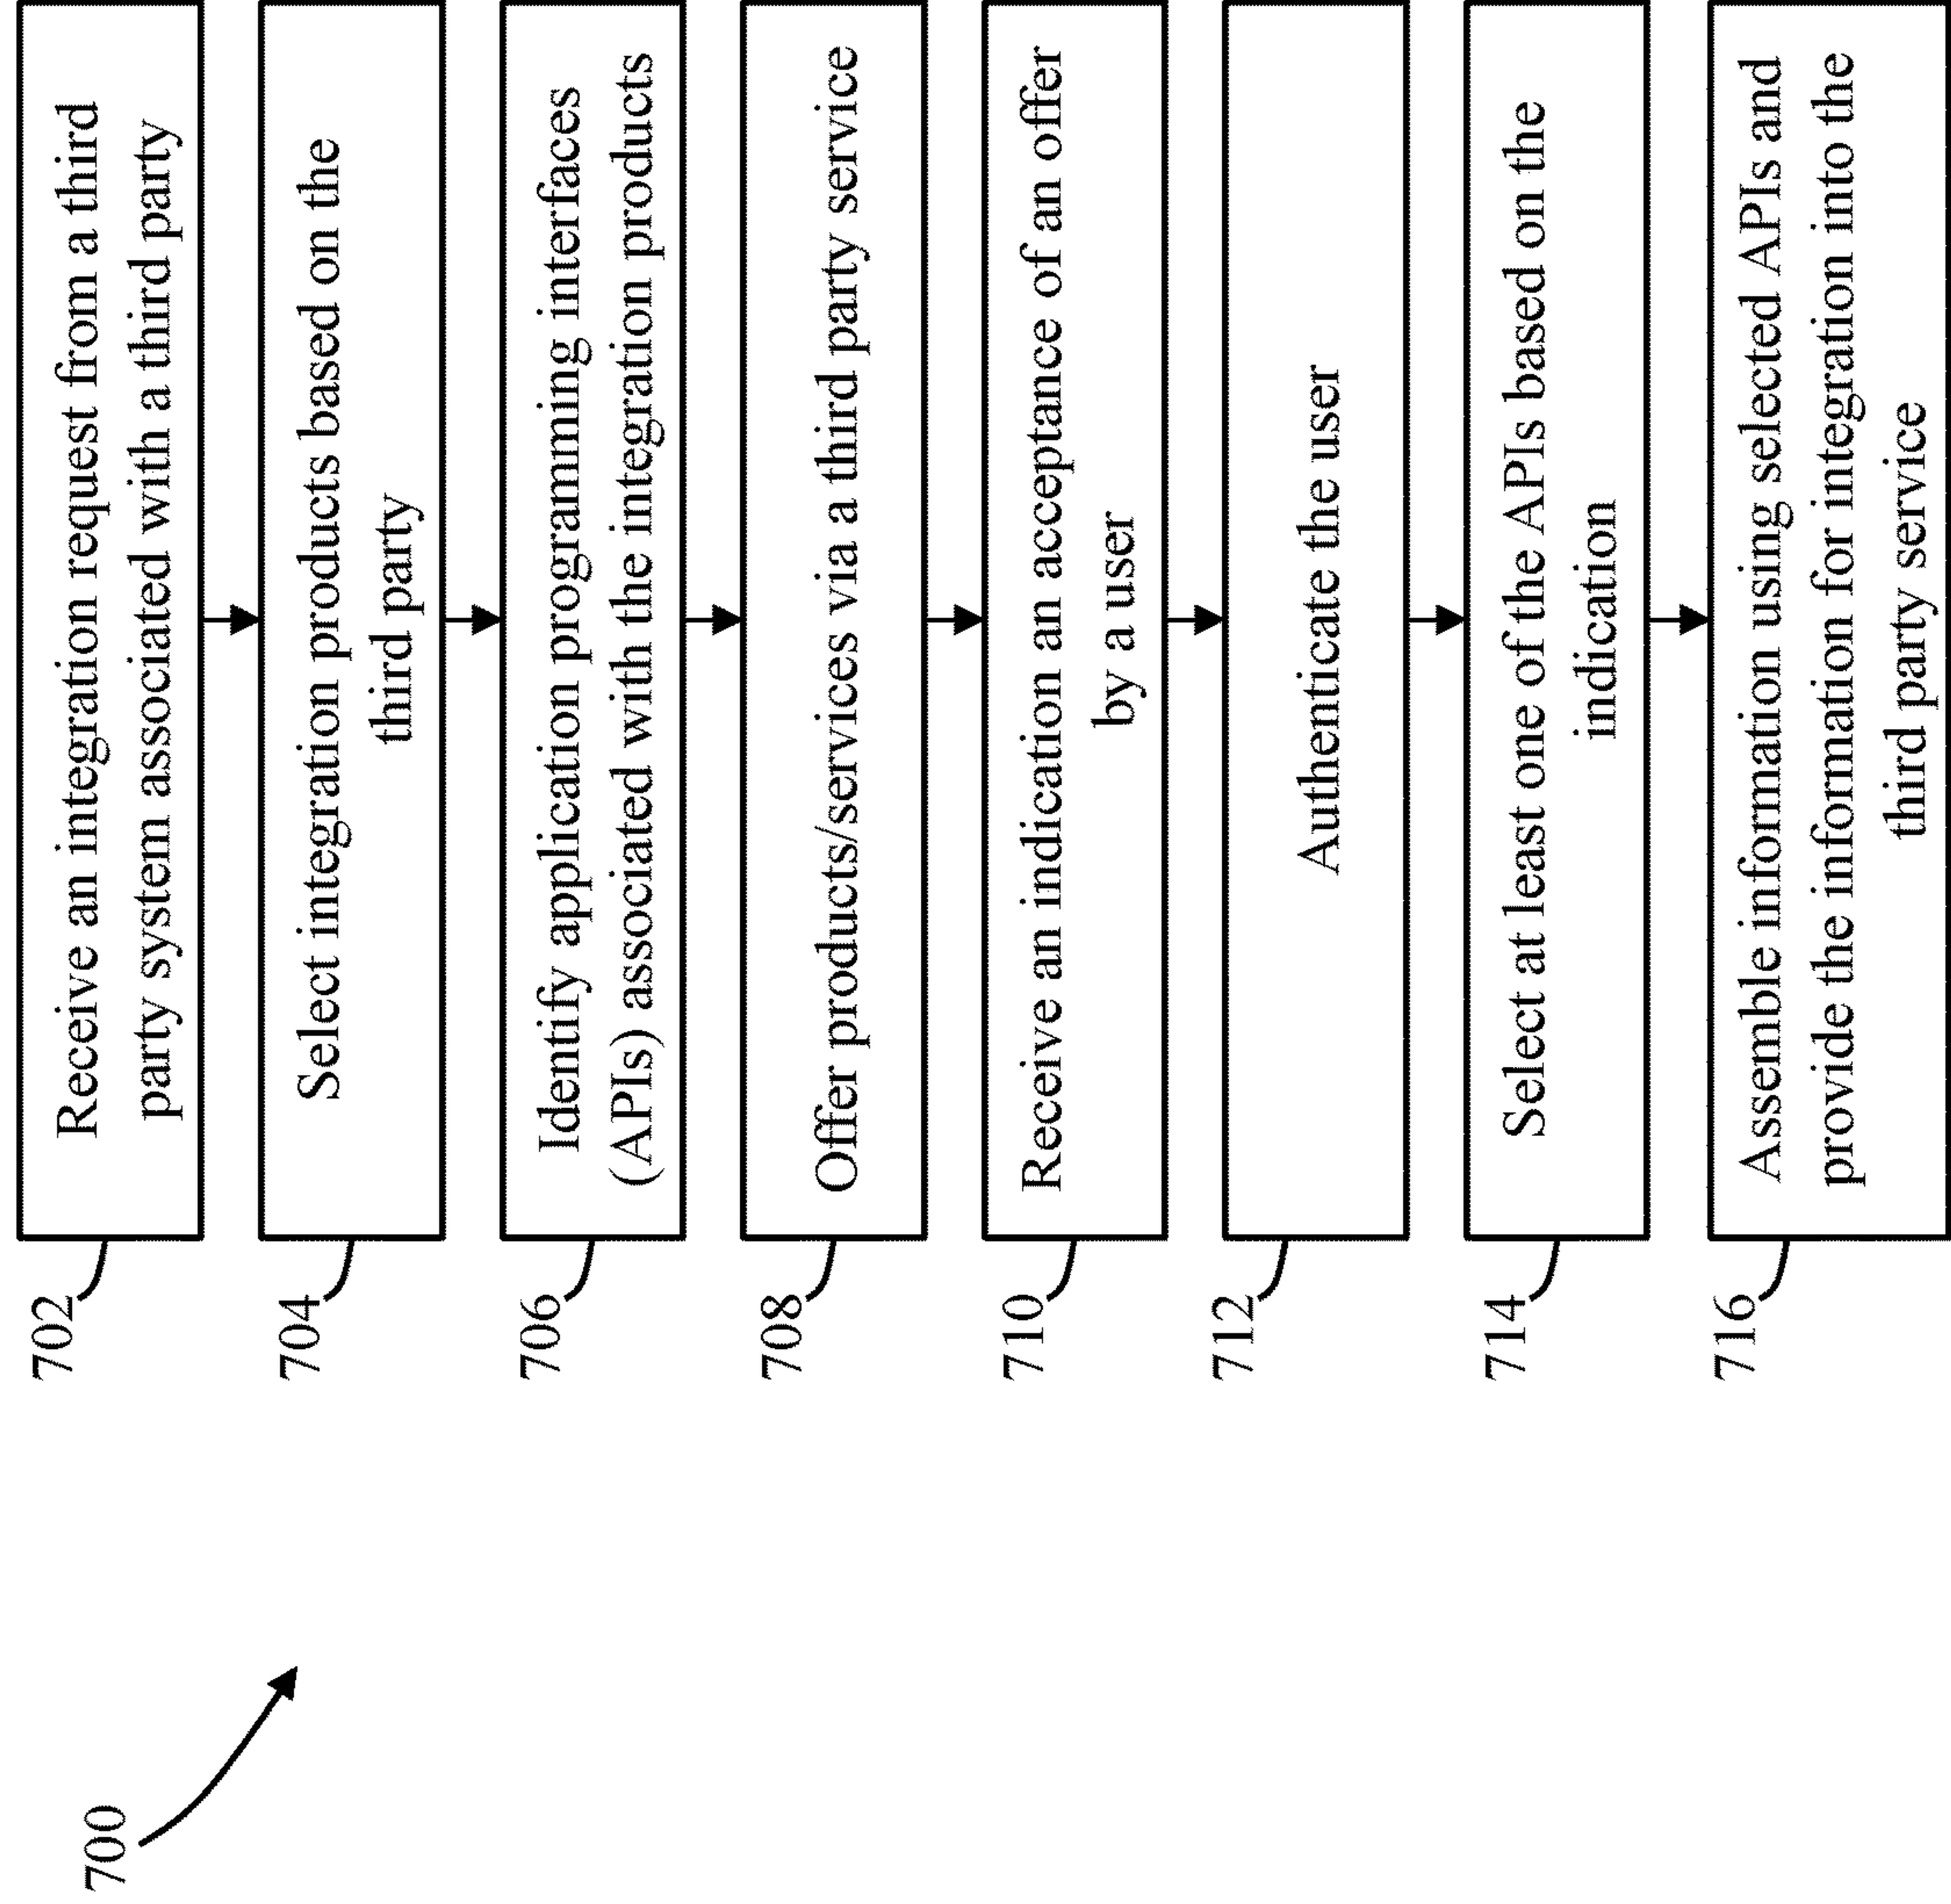 700
702
Receive an integration request from a third
party system associated with a third party
704
Select integration products based on the
third party
706
Identify application programming interfaces
(APIs) associated with the integration products
708
Offer products/services via a third party service
710
Receive an indication an acceptance of an offer
by a user
712
Authenticate the user
714
Select at least one of the APIs based on the
indication
716
Assemble information using selected APIs and
provide the information for integration into the
third party service